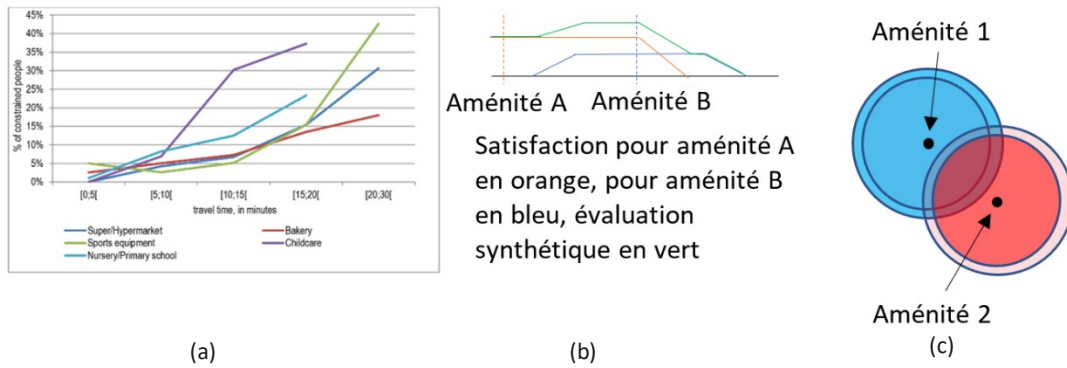 45%
40%
35%
30%
25%
20%
15%
10%
5%
0%
% of constrained people
[0;5[
[5;10[
[10;15[
[15;20[
[20;30[
travel time, in minutes
Super/Hypermarket
Bakery
Sports equipment
Childcare
Nursery/Primary school
(a)
Aménité A
Aménité B
Satisfaction pour aménité A
en orange, pour aménité B
en bleu, évaluation
synthétique en vert
(b)
Aménité 1
Aménité 2
(c)